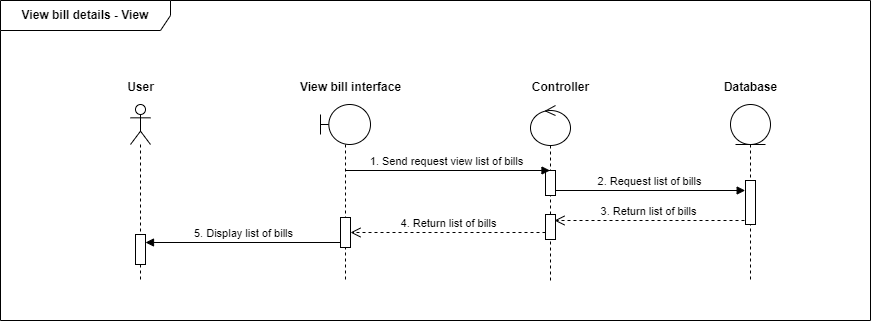 View bill details - View
User
View bill interface
Controller
Database
1. Send request view list of bills
2. Request list of bills
3. Return list of bills
4. Return list of bills
5. Display list of bills